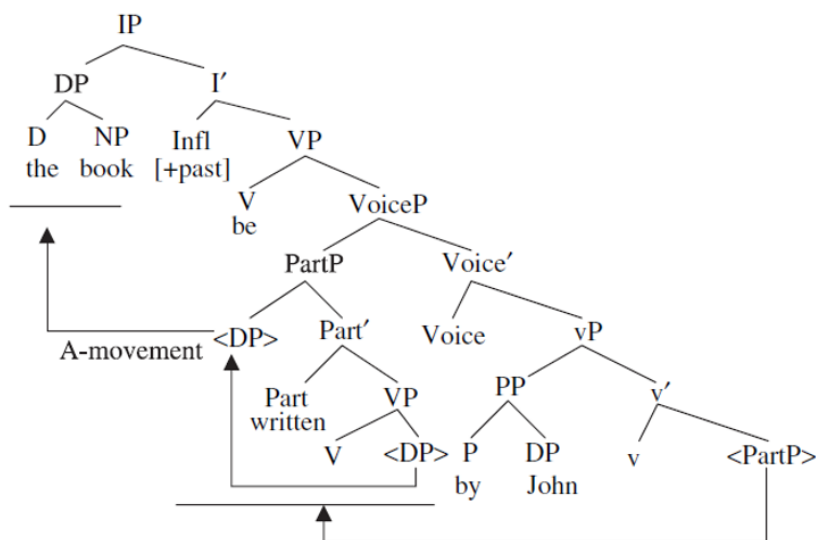 IP
DP I′
D NP Infl VP
the book [+past]
V VoiceP
be
PartP Voice′
<DP> Part′ Voice vP
A-movement
Part VP PP v′
written
V <DP> P DP v <PartP>
by John